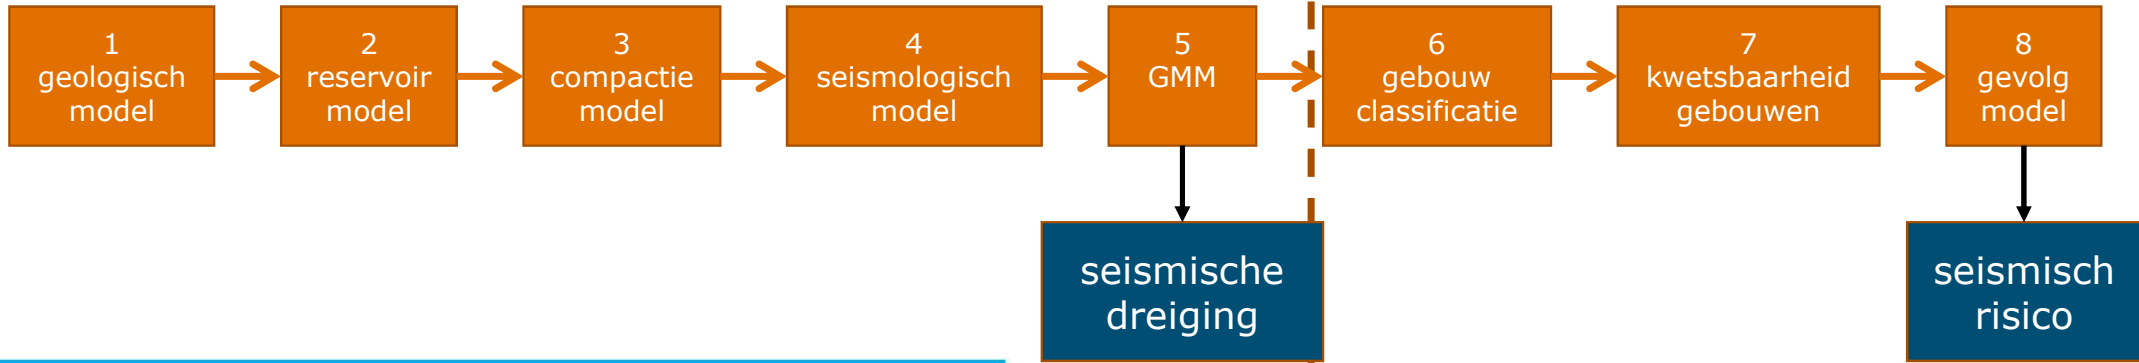 1
geologisch
model
2
reservoir
model
3
compactie
model
4
seismologisch
model
5
GMM
6
gebouw
classificatie
7
kwetsbaarheid
gebouwen
8
gevolg
model
seismische
dreiging
seismisch
risico